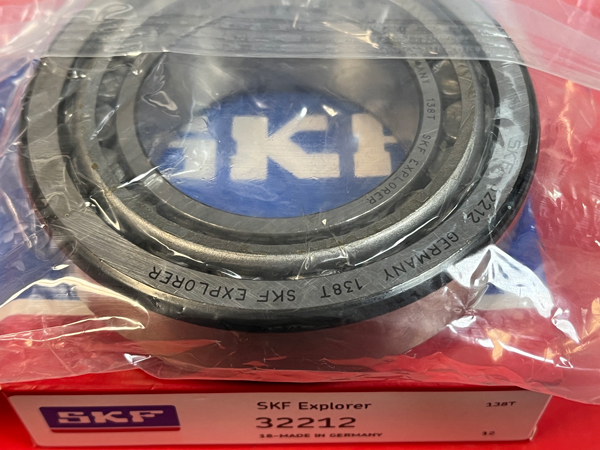 SKF
SKF 32212 GERMANY 138T SKF EXPLORER
138T SKF EXPLORER
SKF
SKF Explorer
32212
18-MADE IN GERMANY
138T
12